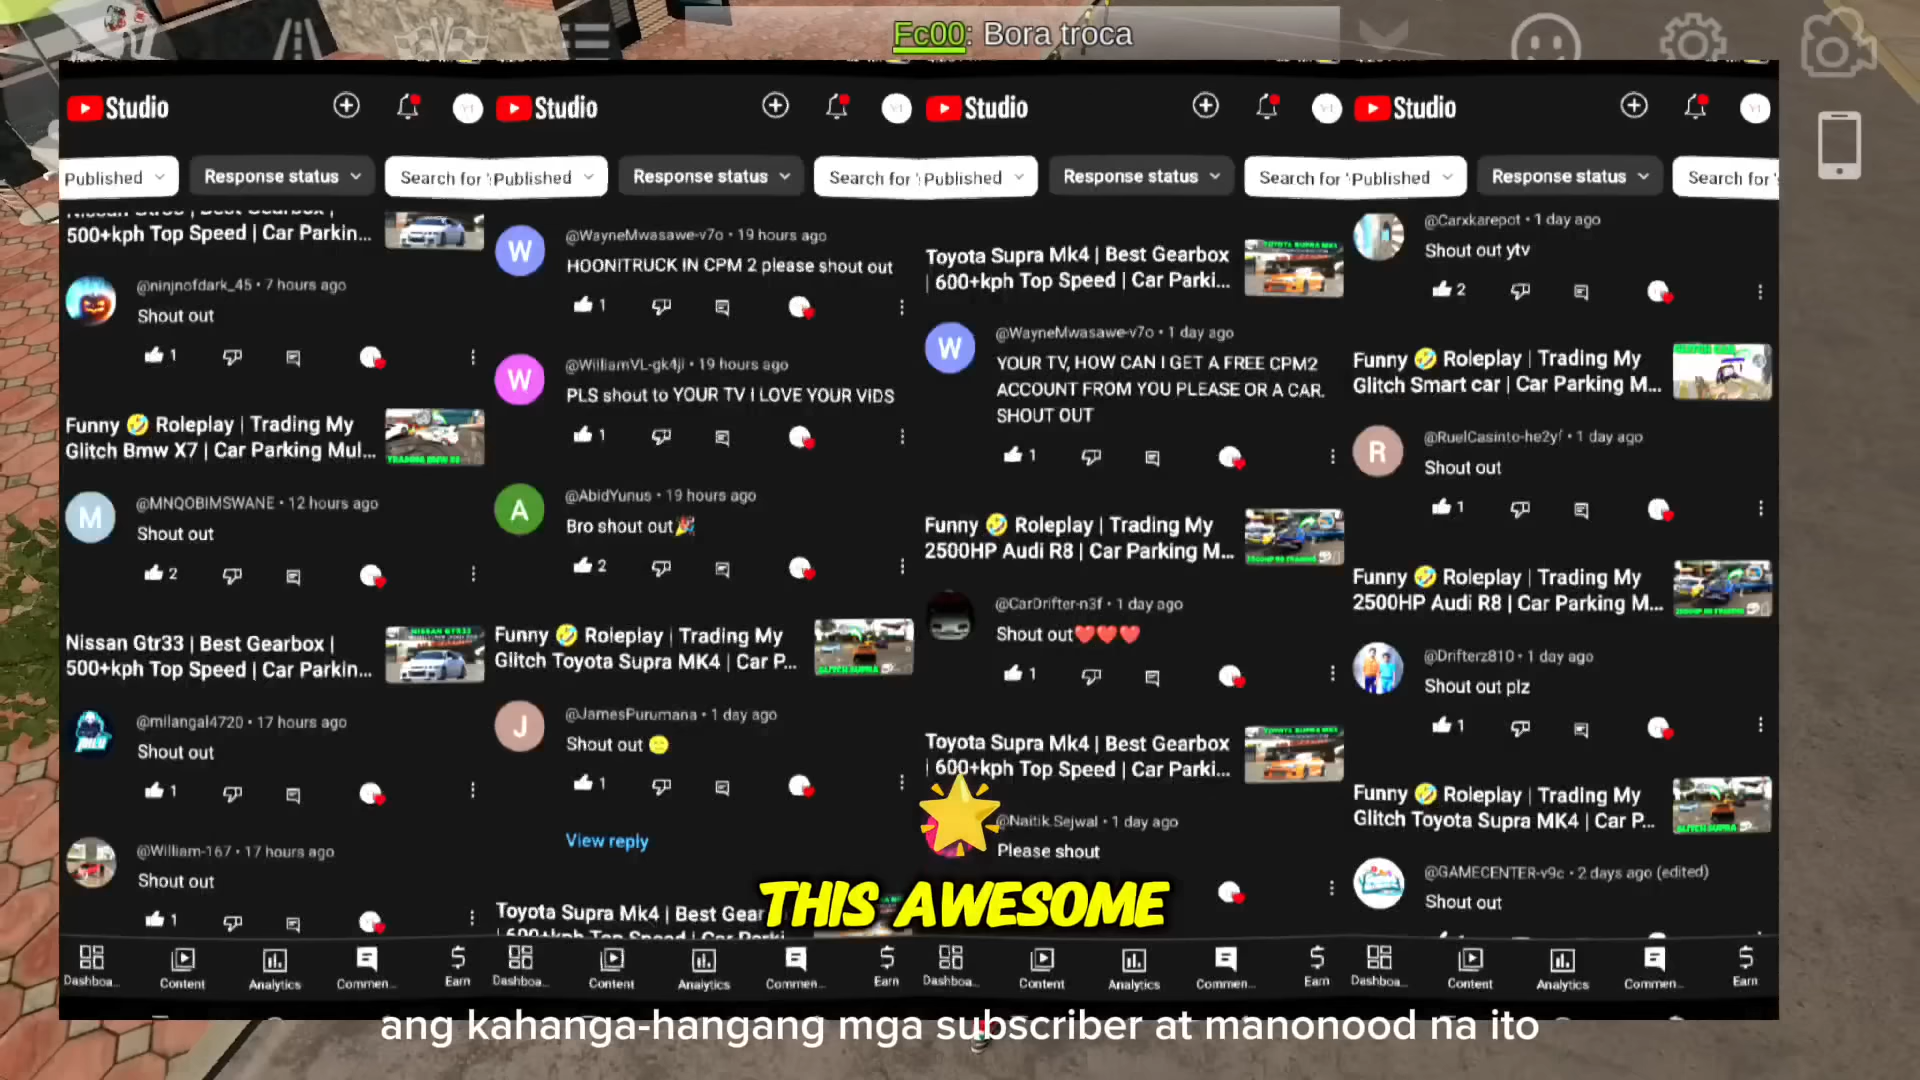 Fc00: Bora troca
Studio
Published
Response status
Search for '
500+kph Top Speed | Car Parkin...
@ninjnofdark_45 • 7 hours ago
Shout out
1
Funny 🤣 Roleplay | Trading My
Glitch Bmw X7 | Car Parking Mul...
@MNQOBIMSWANE • 12 hours ago
Shout out
2
Nissan Gtr33 | Best Gearbox |
500+kph Top Speed | Car Parkin...
@milangal4720 • 17 hours ago
Shout out
1
@William-167 • 17 hours ago
Shout out
1
Dashboa...
Content
Analytics
Commen...
Earn
Studio
Published
Response status
Search for '
W
@WayneMwasawe-v7o • 19 hours ago
HOONITRUCK IN CPM 2 please shout out
1
W
@WilliamVL-gk4ji • 19 hours ago
PLS shout to YOUR TV I LOVE YOUR VIDS
1
A
@AbidYunus • 19 hours ago
Bro shout out🎉
2
Funny 🤣 Roleplay | Trading My
Glitch Toyota Supra MK4 | Car P...
J
@JamesPurumana • 1 day ago
Shout out 🙂
1
View reply
Toyota Supra Mk4 | Best Gear
Dashboa...
Content
Analytics
Commen...
Earn
Studio
Published
Response status
Search for '
Toyota Supra Mk4 | Best Gearbox
| 600+kph Top Speed | Car Parki...
W
@WayneMwasawe-v7o • 1 day ago
YOUR TV, HOW CAN I GET A FREE CPM2
ACCOUNT FROM YOU PLEASE OR A CAR.
SHOUT OUT
1
Funny 🤣 Roleplay | Trading My
2500HP Audi R8 | Car Parking M...
@CarDrifter-n3f • 1 day ago
Shout out❤️❤️❤️
1
Toyota Supra Mk4 | Best Gearbox
| 600+kph Top Speed | Car Parki...
@Naitik.Sejwal • 1 day ago
Please shout
Dashboa...
Content
Analytics
Commen...
Earn
Studio
Published
Response status
Search for '
@Carxkarepot • 1 day ago
Shout out ytv
2
Funny 🤣 Roleplay | Trading My
Glitch Smart car | Car Parking M...
R
@RuelCasinto-he2yf • 1 day ago
Shout out
1
Funny 🤣 Roleplay | Trading My
2500HP Audi R8 | Car Parking M...
@Drifterz810 • 1 day ago
Shout out plz
1
Funny 🤣 Roleplay | Trading My
Glitch Toyota Supra MK4 | Car P...
@GAMECENTER-v9c • 2 days ago (edited)
Shout out
Dashboa...
Content
Analytics
Commen...
Earn
THIS AWESOME
ang kahanga-hangang mga subscriber at manonood na ito